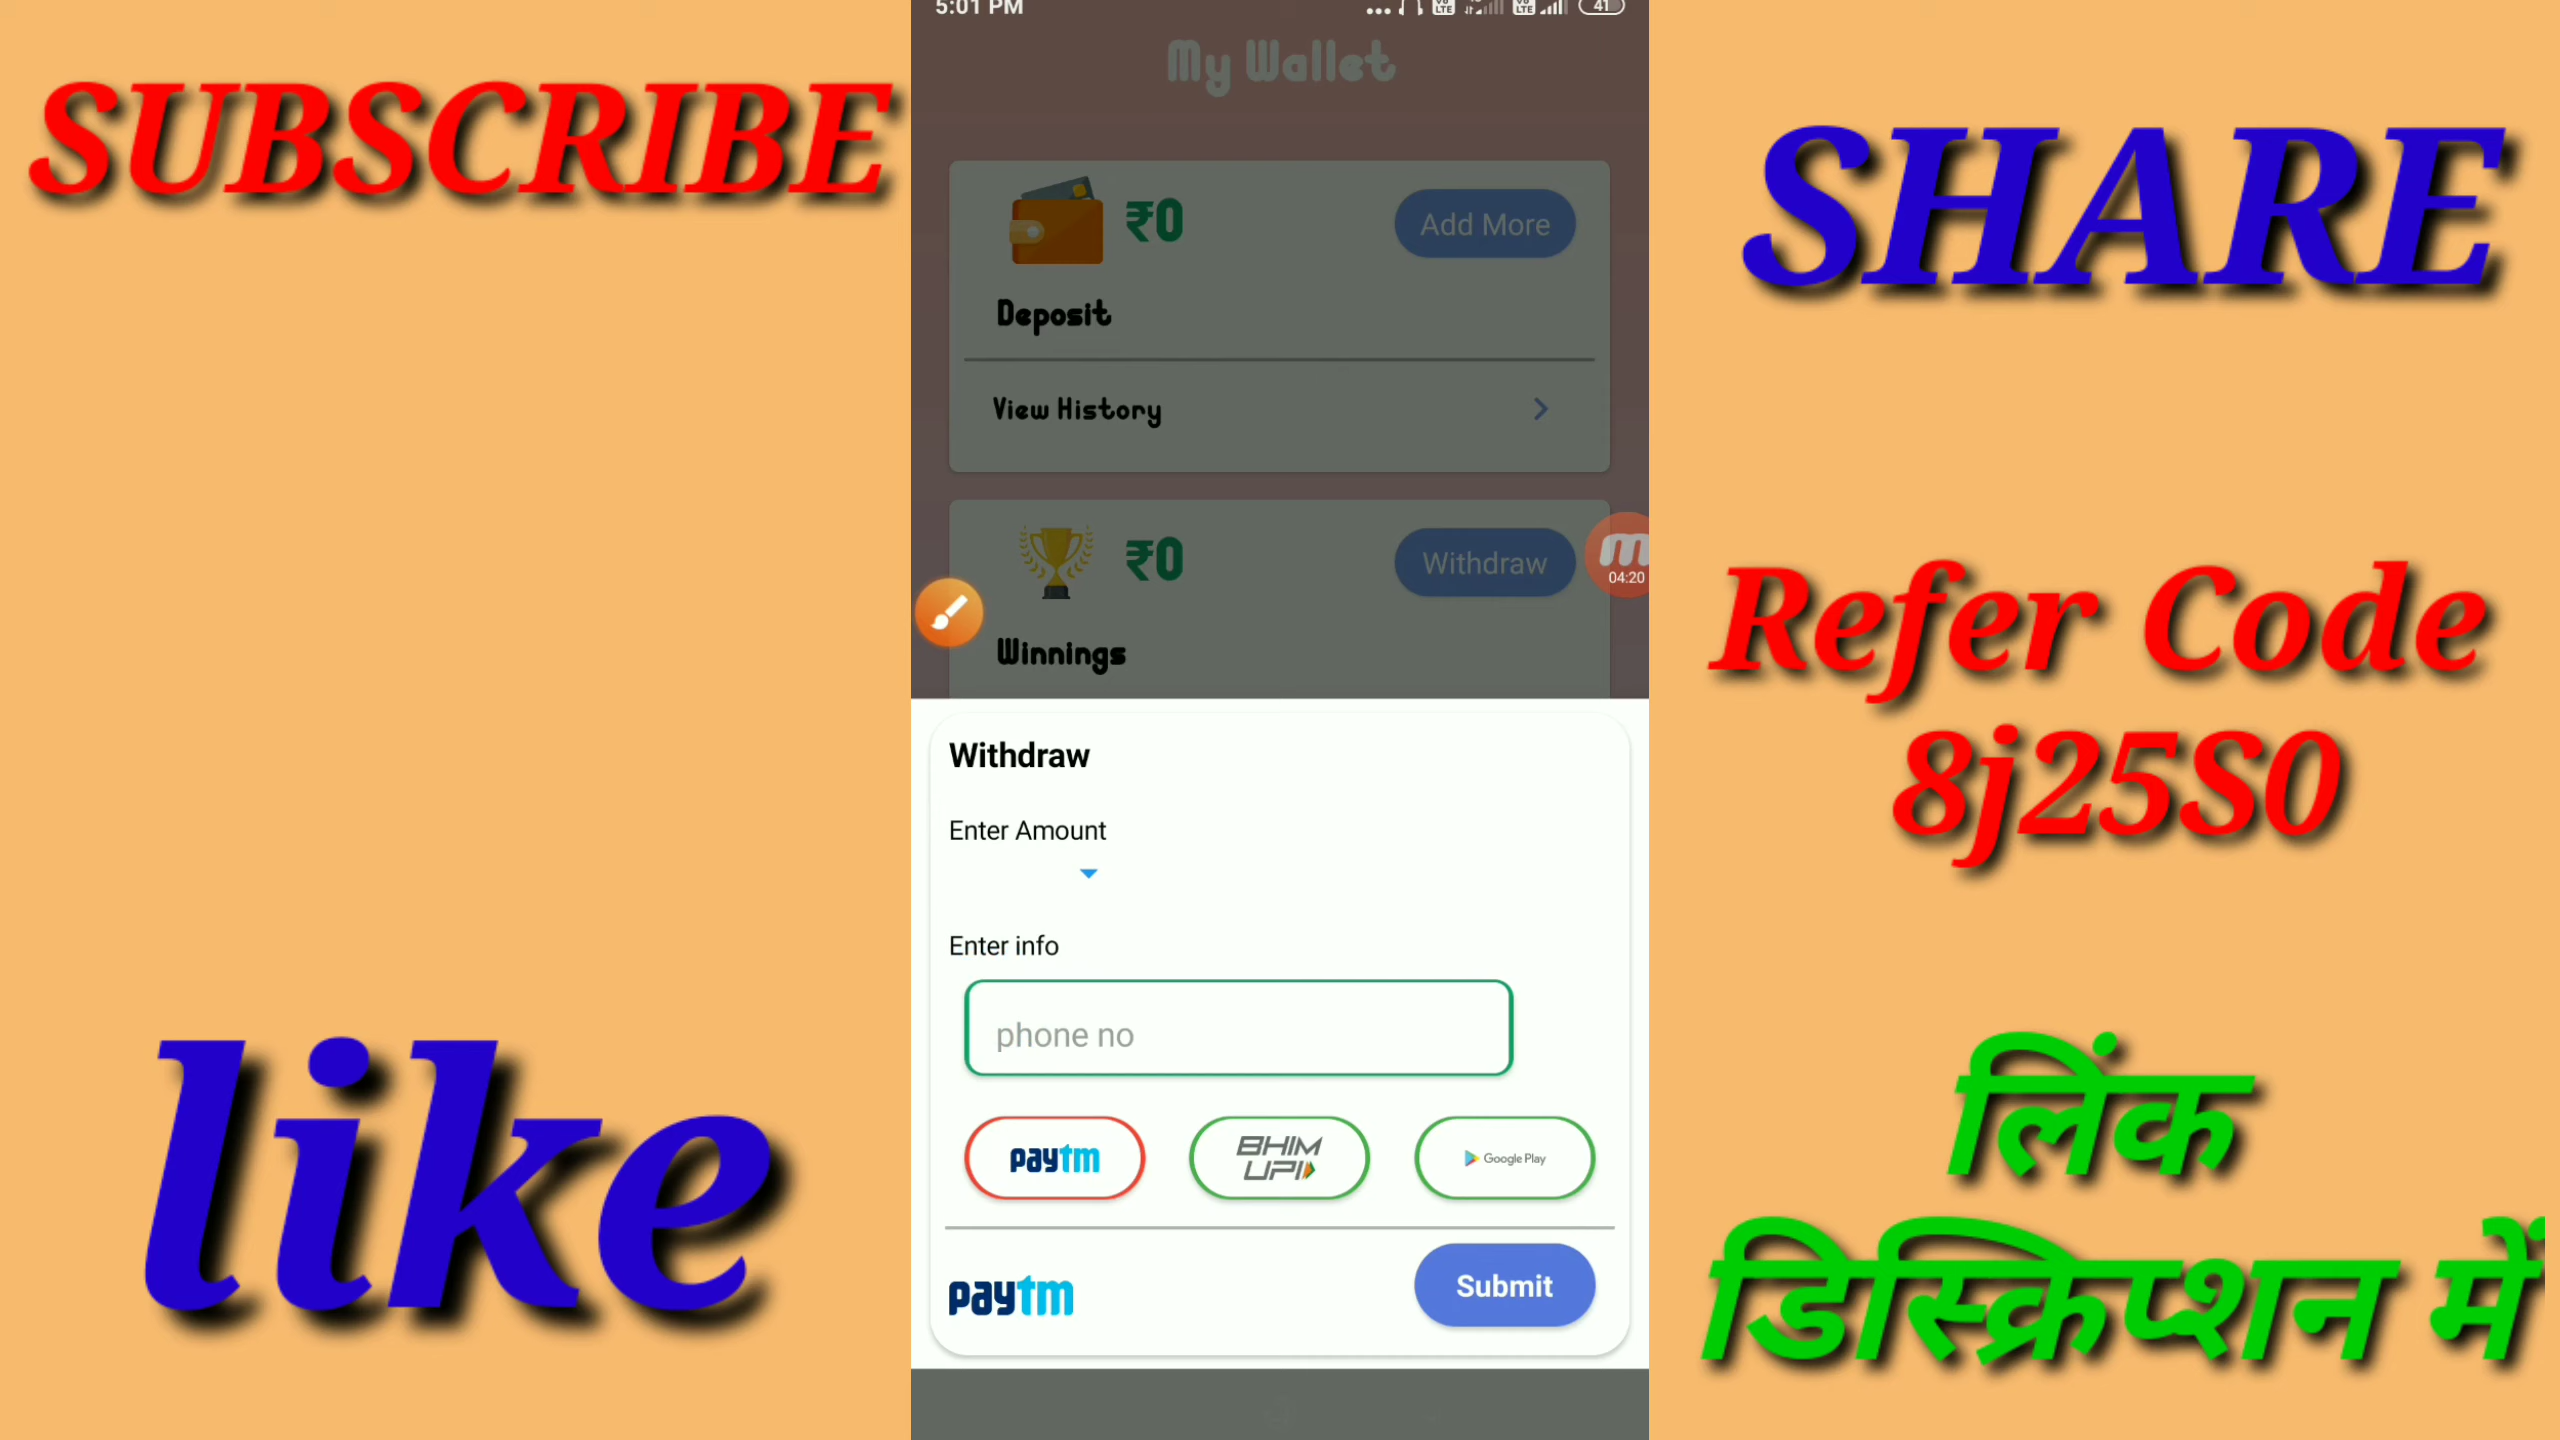 SUBSCRIBE
like
5:01 PM
41
My Wallet
₹0
Add More
Deposit
View History
₹0
Withdraw
04:20
Winnings
Withdraw
Enter Amount
Enter info
phone no
paytm
BHIM
UPI
Google Play
paytm
Submit
SHARE
Refer Code
8j25S0
लिंक
डिस्क्रिप्शन में